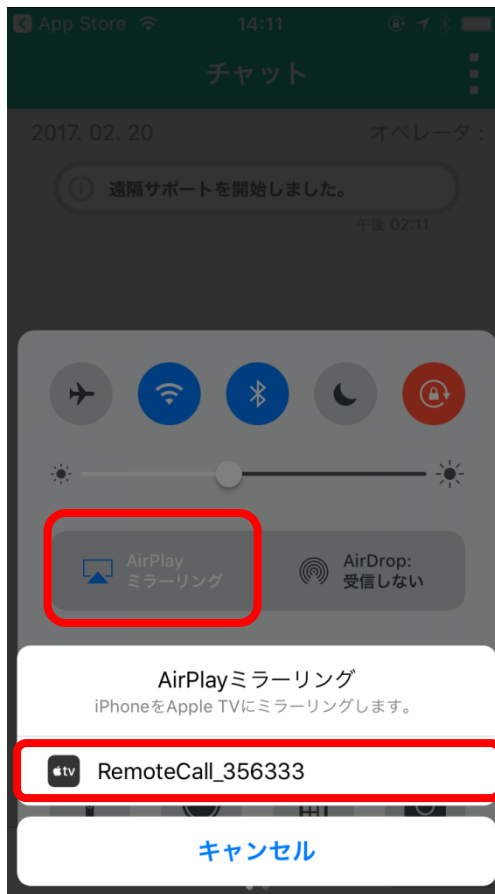 App Store 14:11
チャット
2017. 02. 20 オペレータ :
遠隔サポートを開始しました。
午後 02:11
AirPlay
ミラーリング
AirDrop:
受信しない
AirPlayミラーリング
iPhoneをApple TVにミラーリングします。
tv RemoteCall_356333
キャンセル